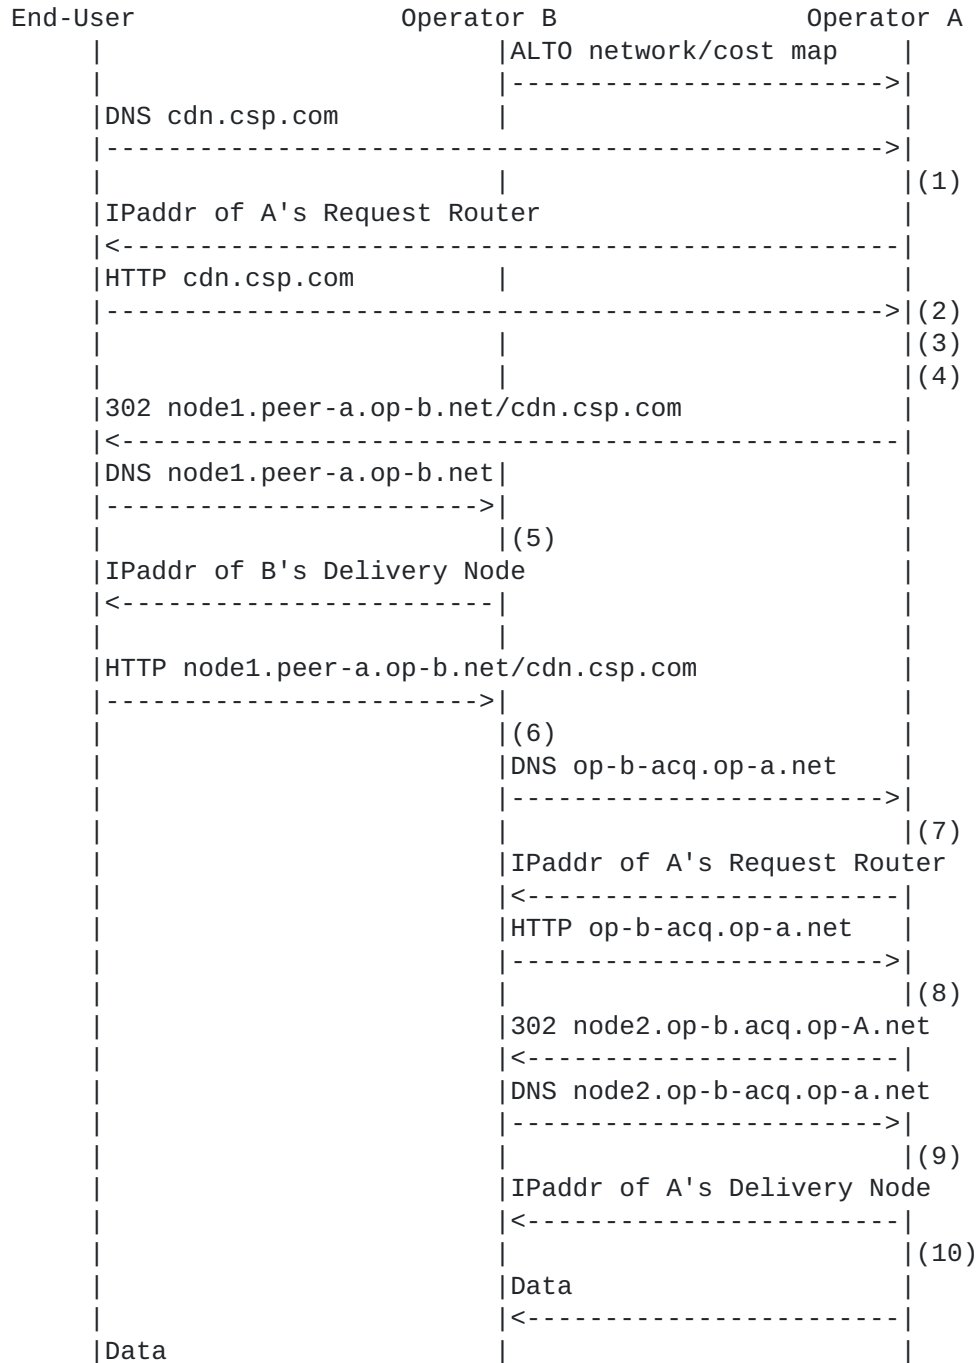 End-User                 Operator B                Operator A
     |                         |ALTO network/cost map    |
     |                         |------------------------>|
     |DNS cdn.csp.com          |                         |
     |-------------------------------------------------->|
     |                         |                         |(1)
     |IPaddr of A's Request Router                       |
     |<--------------------------------------------------|
     |HTTP cdn.csp.com         |                         |
     |-------------------------------------------------->|(2)
     |                         |                         |(3)
     |                         |                         |(4)
     |302 node1.peer-a.op-b.net/cdn.csp.com              |
     |<--------------------------------------------------|
     |DNS node1.peer-a.op-b.net|                         |
     |------------------------>|                         |
     |                         |(5)                      |
     |IPaddr of B's Delivery Node                        |
     |<------------------------|                         |
     |                         |                         |
     |HTTP node1.peer-a.op-b.net/cdn.csp.com             |
     |------------------------>|                         |
     |                         |(6)                      |
     |                         |DNS op-b-acq.op-a.net    |
     |                         |------------------------>|
     |                         |                         |(7)
     |                         |IPaddr of A's Request Router
     |                         |<------------------------|
     |                         |HTTP op-b-acq.op-a.net   |
     |                         |------------------------>|
     |                         |                         |(8)
     |                         |302 node2.op-b.acq.op-A.net
     |                         |<------------------------|
     |                         |DNS node2.op-b-acq.op-a.net
     |                         |------------------------>|
     |                         |                         |(9)
     |                         |IPaddr of A's Delivery Node
     |                         |<------------------------|
     |                         |                         |(10)
     |                         |Data                     |
     |                         |<------------------------|
     |Data                     |                         |